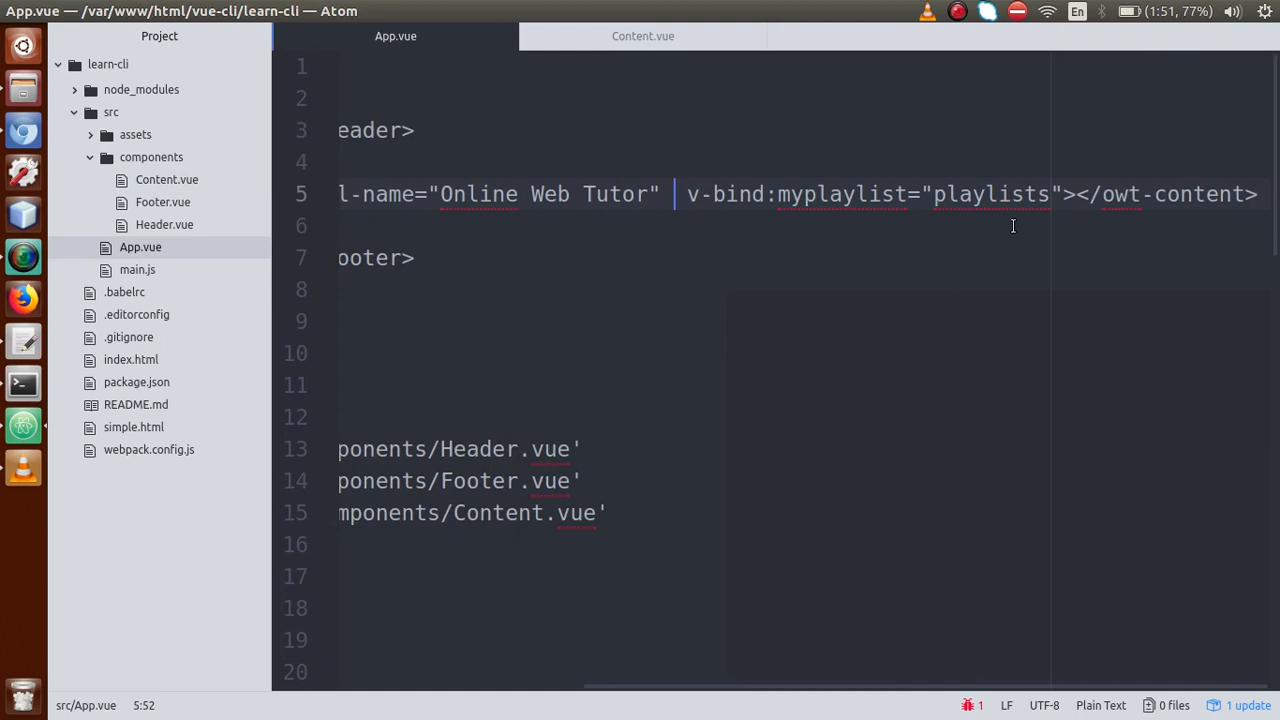 App.vue — /var/www/html/vue-cli/learn-cli — Atom
En
(1:51, 77%)
Project
App.vue
Content.vue
learn-cli
node_modules
src
assets
components
Content.vue
Footer.vue
Header.vue
App.vue
main.js
.babelrc
.editorconfig
.gitignore
index.html
package.json
README.md
simple.html
webpack.config.js
1
2
3 eader>
4
5 l-name="Online Web Tutor"  v-bind:myplaylist="playlists"></owt-content>
6
7 ooter>
8
9
10
11
12
13 ponents/Header.vue'
14 ponents/Footer.vue'
15 mponents/Content.vue'
16
17
18
19
20
src/App.vue 5:52
1 LF UTF-8 Plain Text 0 files 1 update